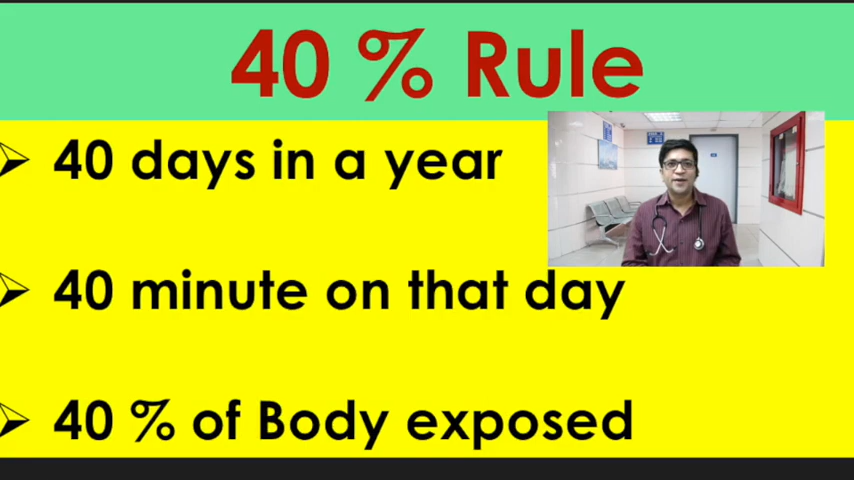 40 % Rule
40 days in a year
40 minute on that day
40 % of Body exposed